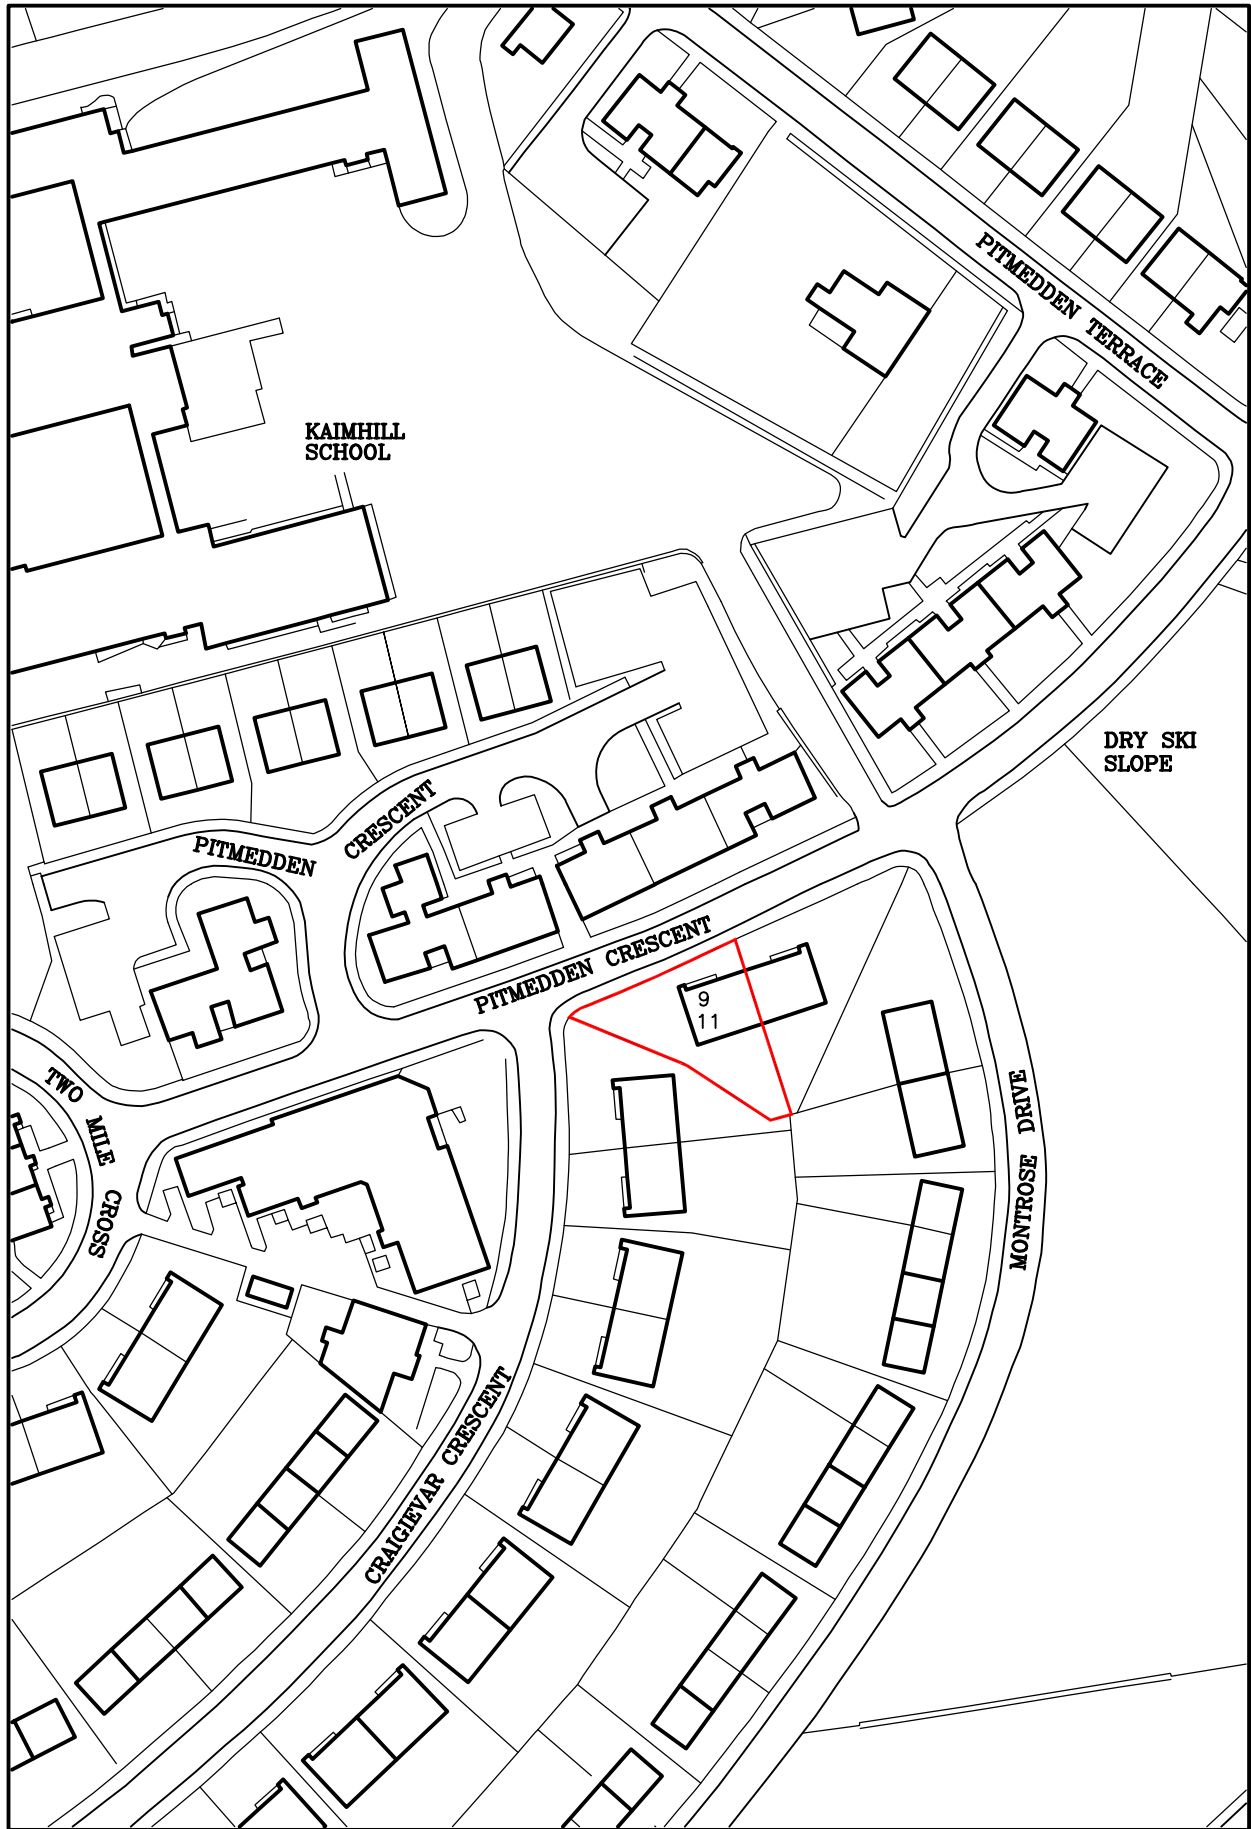 PITMEDDEN TERRACE
KAIMHILL
SCHOOL
DRY SKI
SLOPE
PITMEDDEN CRESCENT
PITMEDDEN CRESCENT
9
11
TWO MILE CROSS
MONTROSE DRIVE
CRAIGIEVAR CRESCENT